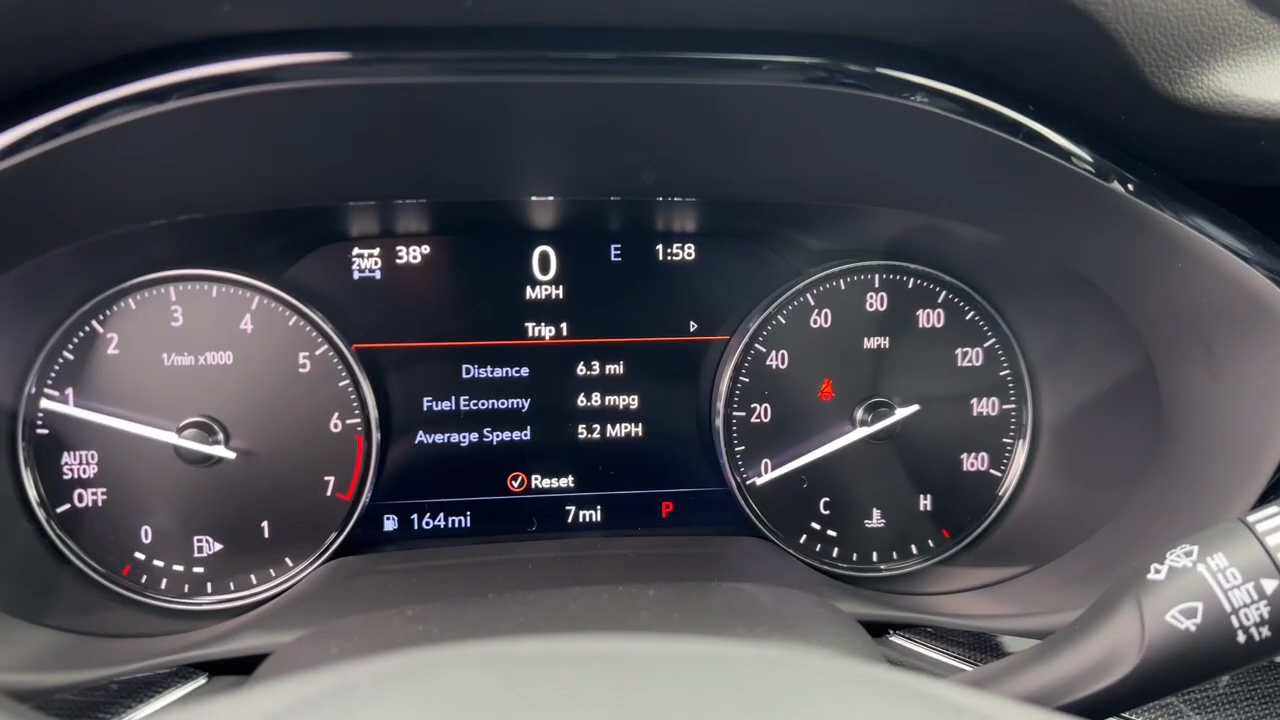 2WD 38° 0 E 1:58
MPH
Trip 1
Distance 6.3 mi
Fuel Economy 6.8 mpg
Average Speed 5.2 MPH
Reset
164mi 7mi P
1/min x1000
AUTO
STOP
OFF
1
2
3
4
5
6
7
0 1
MPH
0
20
40
60
80
100
120
140
160
C H
HI
LO
INT
OFF
1x